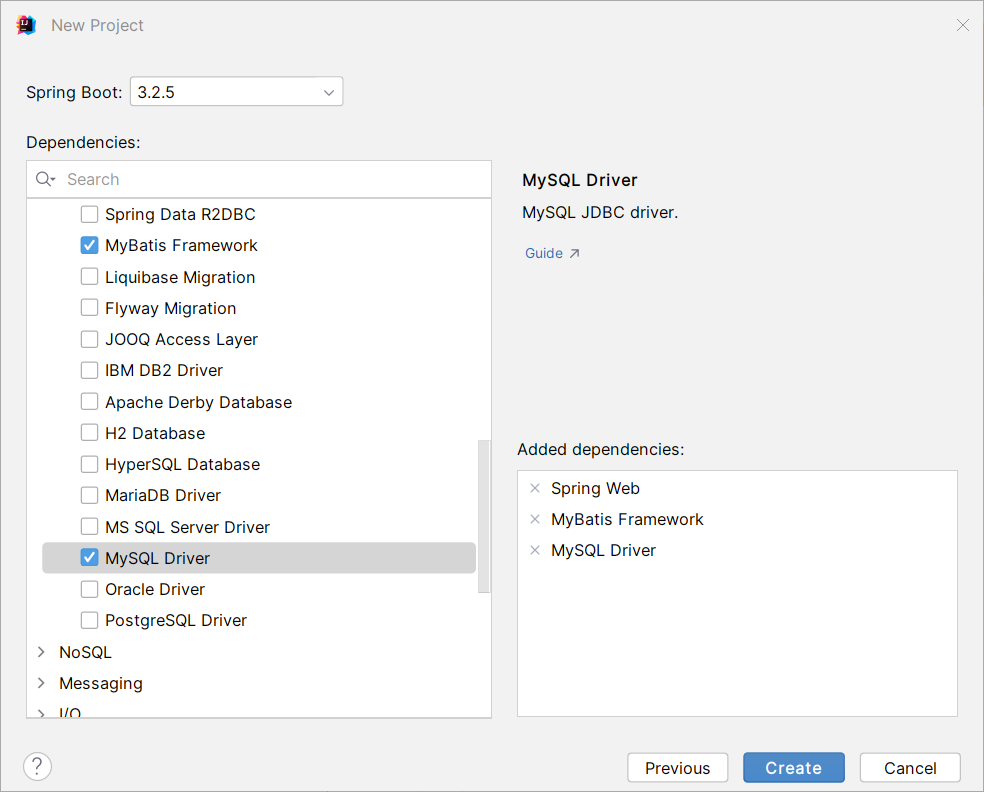 New Project
Spring Boot: 3.2.5
Dependencies:
Search
Spring Data R2DBC
MyBatis Framework
Liquibase Migration
Flyway Migration
JOOQ Access Layer
IBM DB2 Driver
Apache Derby Database
H2 Database
HyperSQL Database
MariaDB Driver
MS SQL Server Driver
MySQL Driver
Oracle Driver
PostgreSQL Driver
NoSQL
Messaging
I/O
MySQL Driver
MySQL JDBC driver.
Guide ↗
Added dependencies:
Spring Web
MyBatis Framework
MySQL Driver
?
Previous
Create
Cancel